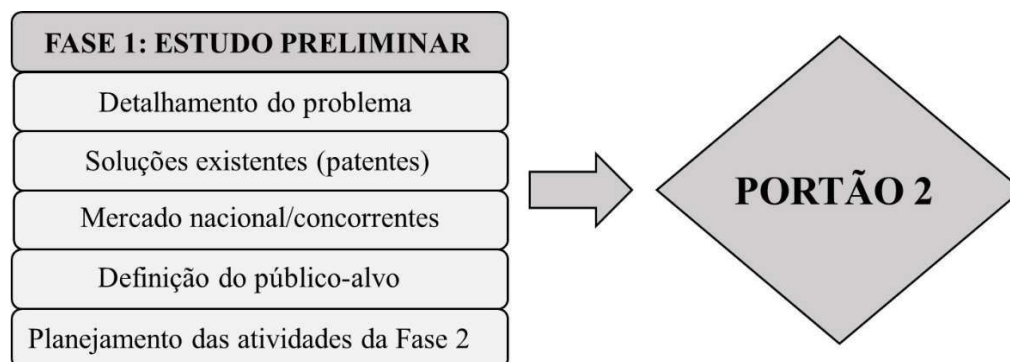 FASE 1: ESTUDO PRELIMINAR
Detalhamento do problema
Soluções existentes (patentes)
Mercado nacional/concorrentes
Definição do público-alvo
Planejamento das atividades da Fase 2
PORTÃO 2